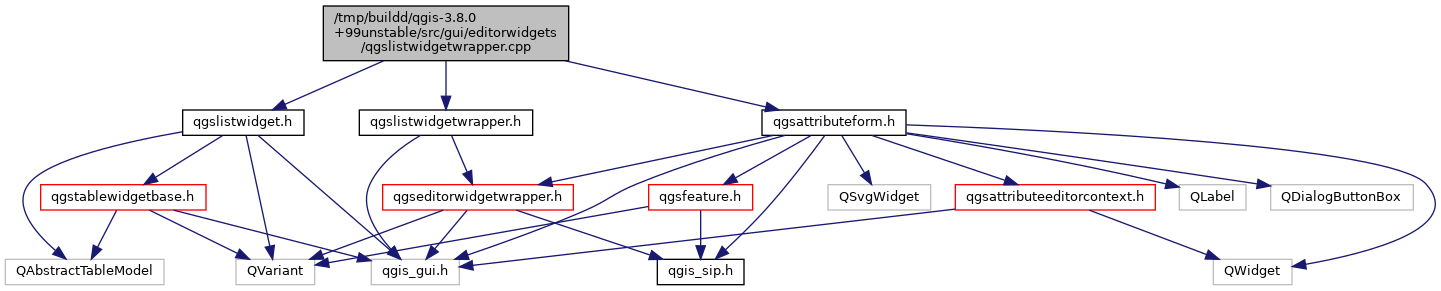 /tmp/buildd/qgis-3.8.0
+99unstable/src/gui/editorwidgets
/qgslistwidgetwrapper.cpp
qgslistwidget.h
qgslistwidgetwrapper.h
qgsattributeform.h
qgstablewidgetbase.h
qgseditorwidgetwrapper.h
qgsfeature.h
QSvgWidget
qgsattributeeditorcontext.h
QLabel
QDialogButtonBox
QAbstractTableModel
QVariant
qgis_gui.h
qgis_sip.h
QWidget